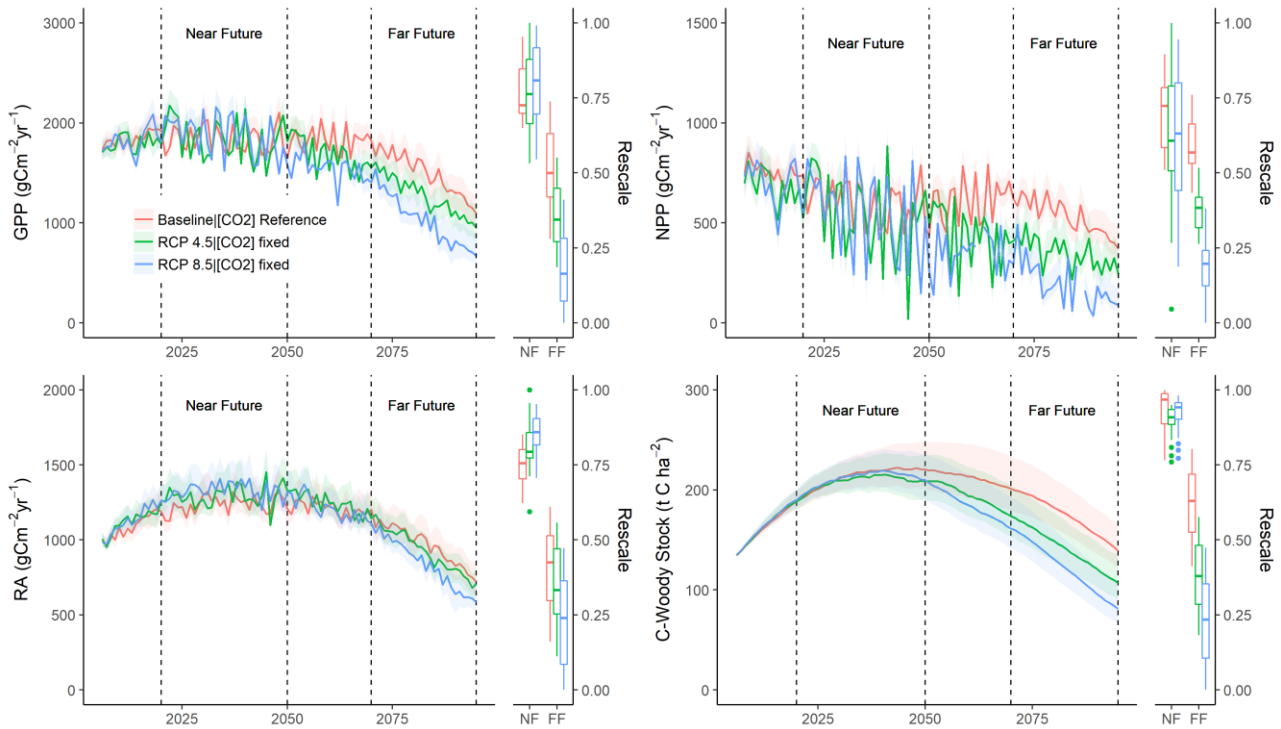 3000
2000
1000
0
GPP (gCm−2yr−1)
Near Future
Far Future
Baseline|[CO2] Reference
RCP 4.5|[CO2] fixed
RCP 8.5|[CO2] fixed
2025
2050
2075
NF FF
1.00
0.75
0.50
0.25
0.00
Rescale
1000
500
0
NPP (gCm−2yr−1)
Near Future
Far Future
2025
2050
2075
NF FF
1.00
0.75
0.50
0.25
0.00
Rescale
2000
1500
1000
500
0
RA (gCm−2yr−1)
Near Future
Far Future
2025
2050
2075
NF FF
1.00
0.75
0.50
0.25
0.00
Rescale
300
200
100
0
C−Woody Stock (t C ha−2)
Near Future
Far Future
2025
2050
2075
NF FF
1.00
0.75
0.50
0.25
0.00
Rescale